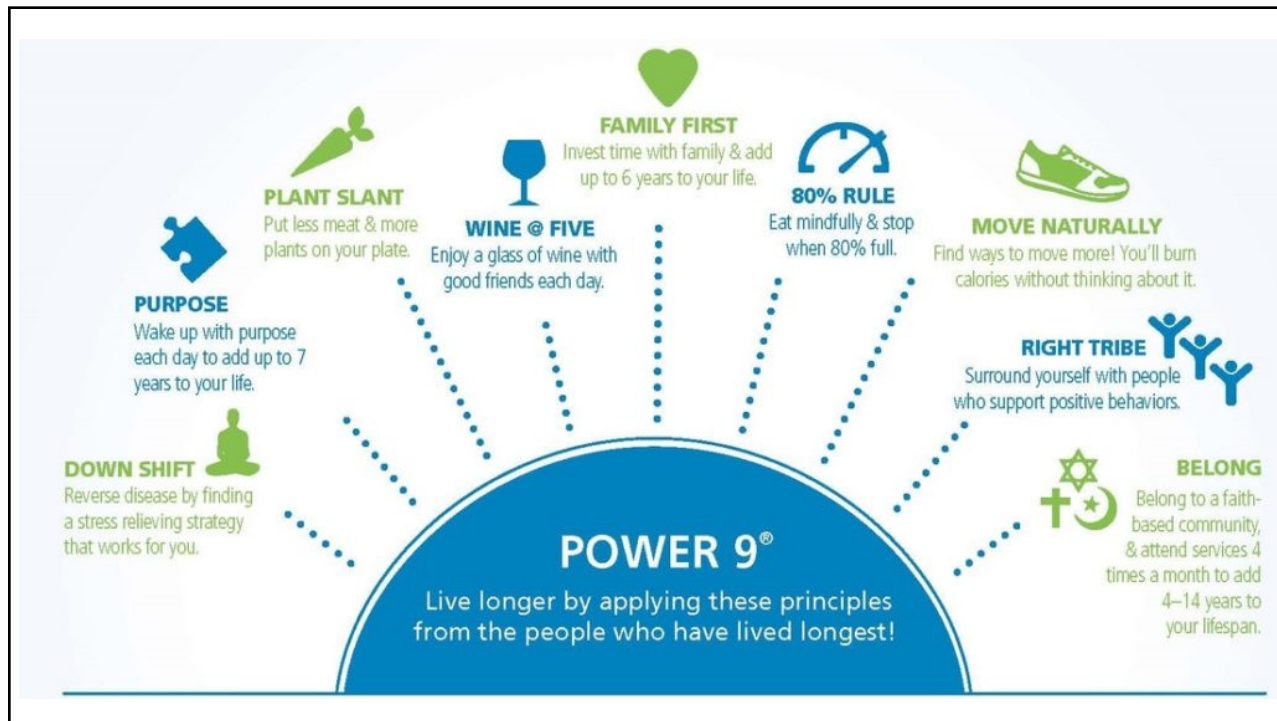 FAMILY FIRST
Invest time with family & add
up to 6 years to your life.
PLANT SLANT
Put less meat & more
plants on your plate.
WINE @ FIVE
Enjoy a glass of wine with
good friends each day.
80% RULE
Eat mindfully & stop
when 80% full.
MOVE NATURALLY
Find ways to move more! You'll burn
calories without thinking about it.
PURPOSE
Wake up with purpose
each day to add up to 7
years to your life.
RIGHT TRIBE
Surround yourself with people
who support positive behaviors.
DOWN SHIFT
Reverse disease by finding
a stress relieving strategy
that works for you.
BELONG
Belong to a faith-
based community,
& attend services 4
times a month to add
4–14 years to
your lifespan.
POWER 9®
Live longer by applying these principles
from the people who have lived longest!